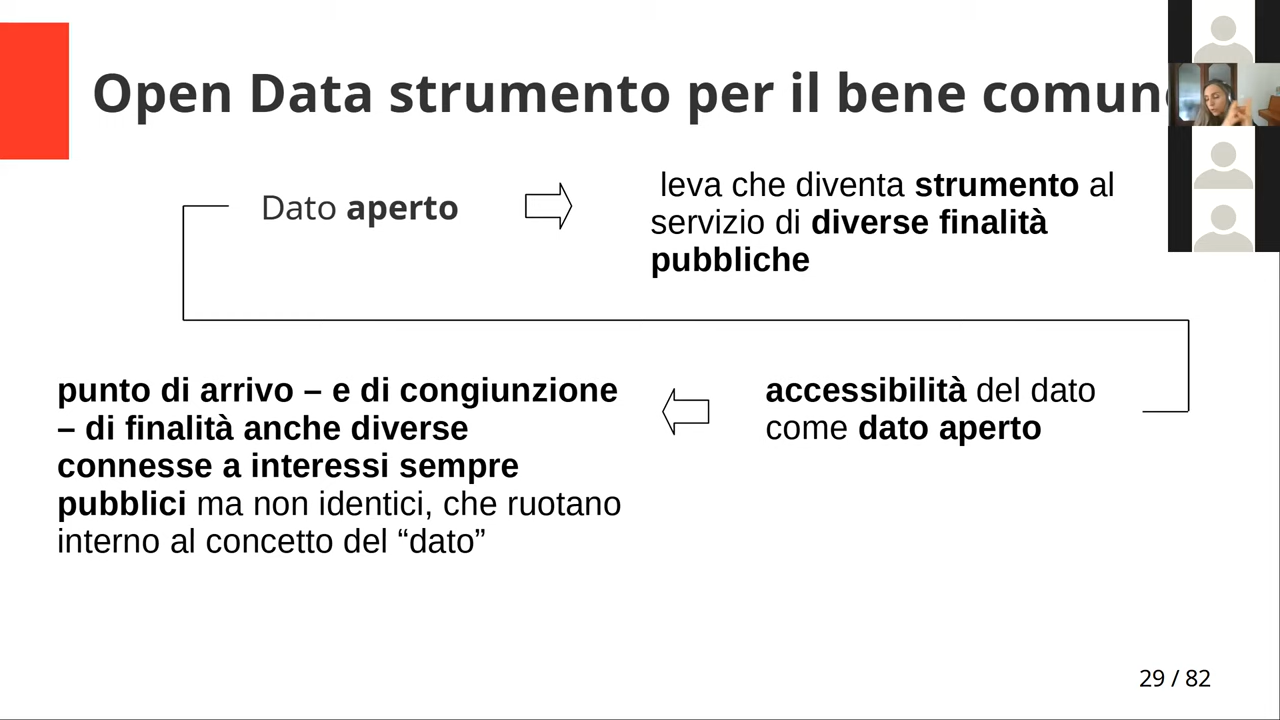 Open Data strumento per il bene comun
Dato aperto
leva che diventa strumento al
servizio di diverse finalità
pubbliche
accessibilità del dato
come dato aperto
punto di arrivo – e di congiunzione
– di finalità anche diverse
connesse a interessi sempre
pubblici ma non identici, che ruotano
interno al concetto del “dato”
29 / 82